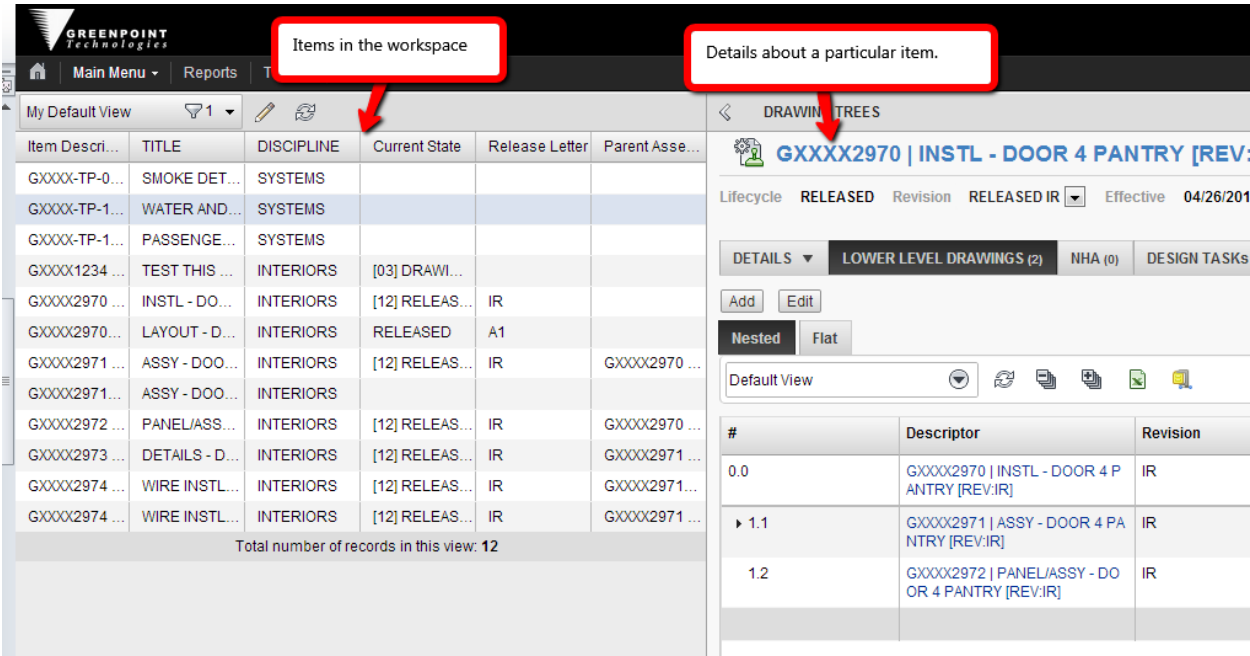 GREENPOINT
Technologies
Items in the workspace
Details about a particular item.
Main Menu Reports T
My Default View 1
DRAWIN TREES
Item Descri... TITLE DISCIPLINE Current State Release Letter Parent Asse...
GXXXX-TP-0... SMOKE DET... SYSTEMS
GXXXX-TP-1... WATER AND... SYSTEMS
GXXXX-TP-1... PASSENGE... SYSTEMS
GXXXX1234 ... TEST THIS ... INTERIORS [03] DRAWI...
GXXXX2970 ... INSTL - DO... INTERIORS [12] RELEAS... IR
GXXXX2970... LAYOUT - D... INTERIORS RELEASED A1
GXXXX2971 ... ASSY - DOO... INTERIORS [12] RELEAS... IR GXXXX2970 ...
GXXXX2971... ASSY - DOO... INTERIORS
GXXXX2972 ... PANEL/ASS... INTERIORS [12] RELEAS... IR GXXXX2970 ...
GXXXX2973 ... DETAILS - D... INTERIORS [12] RELEAS... IR GXXXX2971 ...
GXXXX2974 ... WIRE INSTL... INTERIORS [12] RELEAS... IR GXXXX2971...
GXXXX2974 ... WIRE INSTL... INTERIORS [12] RELEAS... IR GXXXX2971 ...
Total number of records in this view: 12
GXXXX2970 | INSTL - DOOR 4 PANTRY [REV:
Lifecycle RELEASED Revision RELEASED IR Effective 04/26/201
DETAILS LOWER LEVEL DRAWINGS (2) NHA (0) DESIGN TASKs
Add Edit
Nested Flat
Default View
# Descriptor Revision
0.0 GXXXX2970 | INSTL - DOOR 4 P IR
ANTRY [REV:IR]
1.1 GXXXX2971 | ASSY - DOOR 4 PA IR
NTRY [REV:IR]
1.2 GXXXX2972 | PANEL/ASSY - DO IR
OR 4 PANTRY [REV:IR]